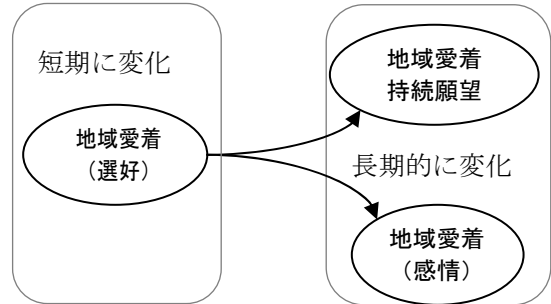 短期に変化
地域愛着
（選好）
地域愛着
持続願望
長期的に変化
地域愛着
（感情）